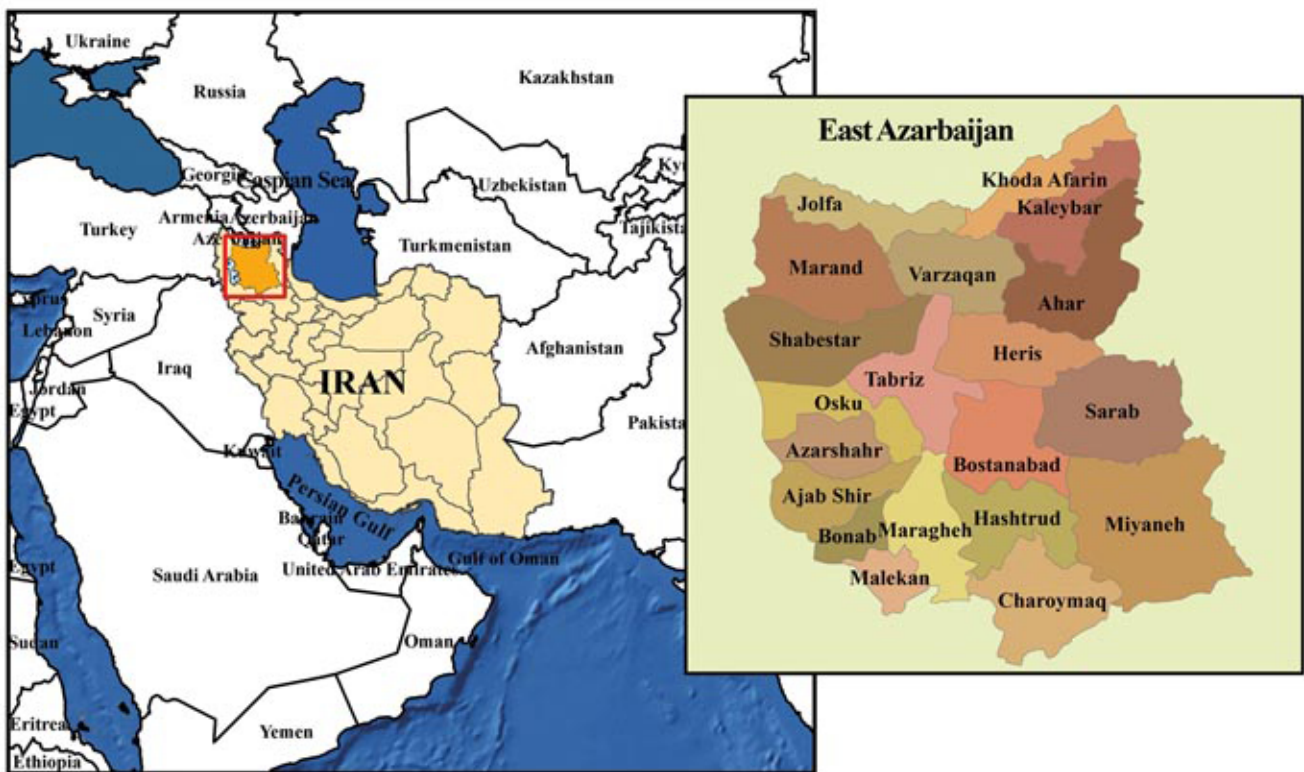 Ukraine
Kazakhstan
Russia
Georgia
Caspian Sea
Uzbekistan
Armenia
Azerbaijan
Turkey
Turkmenistan
Tajikista
Syria
Lebanon
Afghanistan
Iraq
IRAN
Jordan
Egypt
Pakist
Kuwait
Persian Gulf
Bahrain
Qatar
Gulf of Oman
Egypt
Saudi Arabia
United Arab Emirates
Sudan
Oman
Eritrea
Yemen
Ethiopia
East Azarbaijan
Khoda Afarin
Jolfa
Kaleybar
Marand
Varzaqan
Ahar
Shabestar
Heris
Tabriz
Osku
Sarab
Azarshahr
Bostanabad
Ajab Shir
Hashtrud
Miyaneh
Bonab
Maragheh
Malekan
Charoymaq